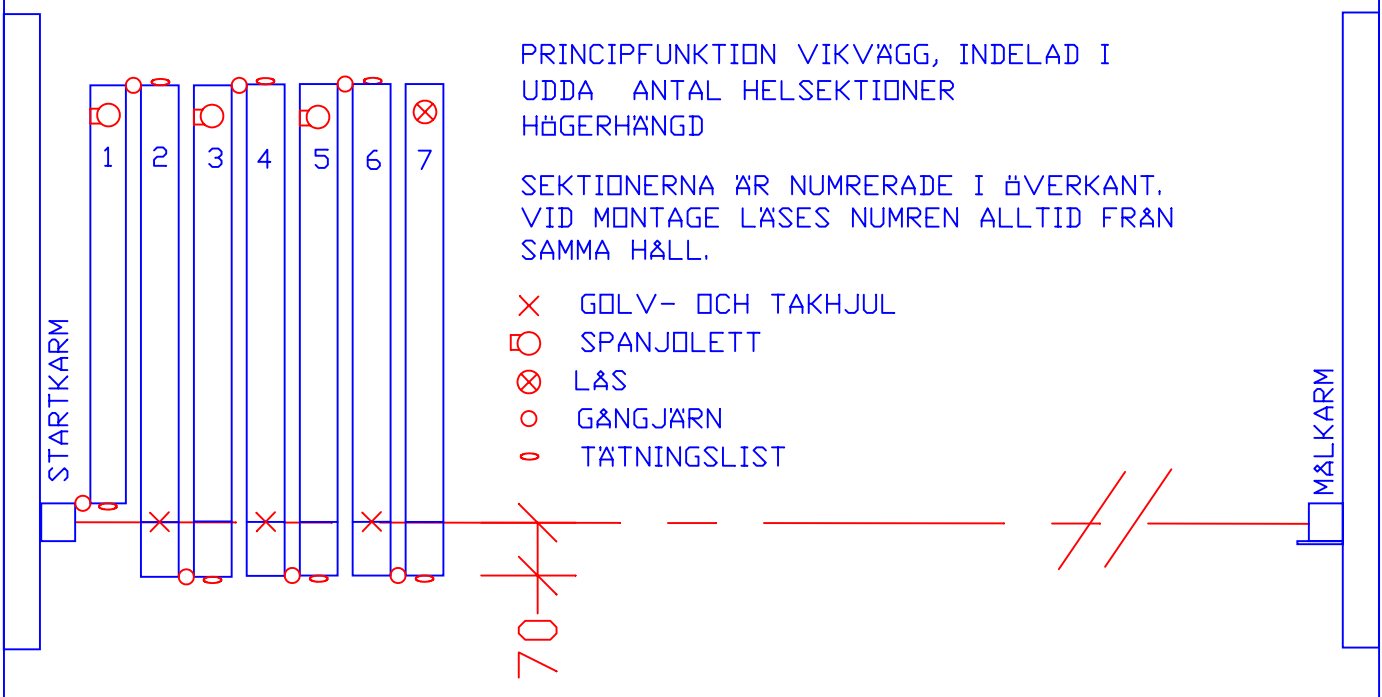 PRINCIPFUNKTION VIKVÄGG, INDELAD I
UDDA ANTAL HELSEKTIONER
HÖGERHÄNGD
1 2 3 4 5 6 7
SEKTIONERNA ÄR NUMRERADE I ÖVERKANT.
VID MONTAGE LÄSES NUMREN ALLTID FRÅN
SAMMA HÅLL.
GOLV- OCH TAKHJUL
SPANJOLETT
LÅS
GÅNGJÄRN
TÄTNINGSLIST
STARTKARM
MÅLKARM
70